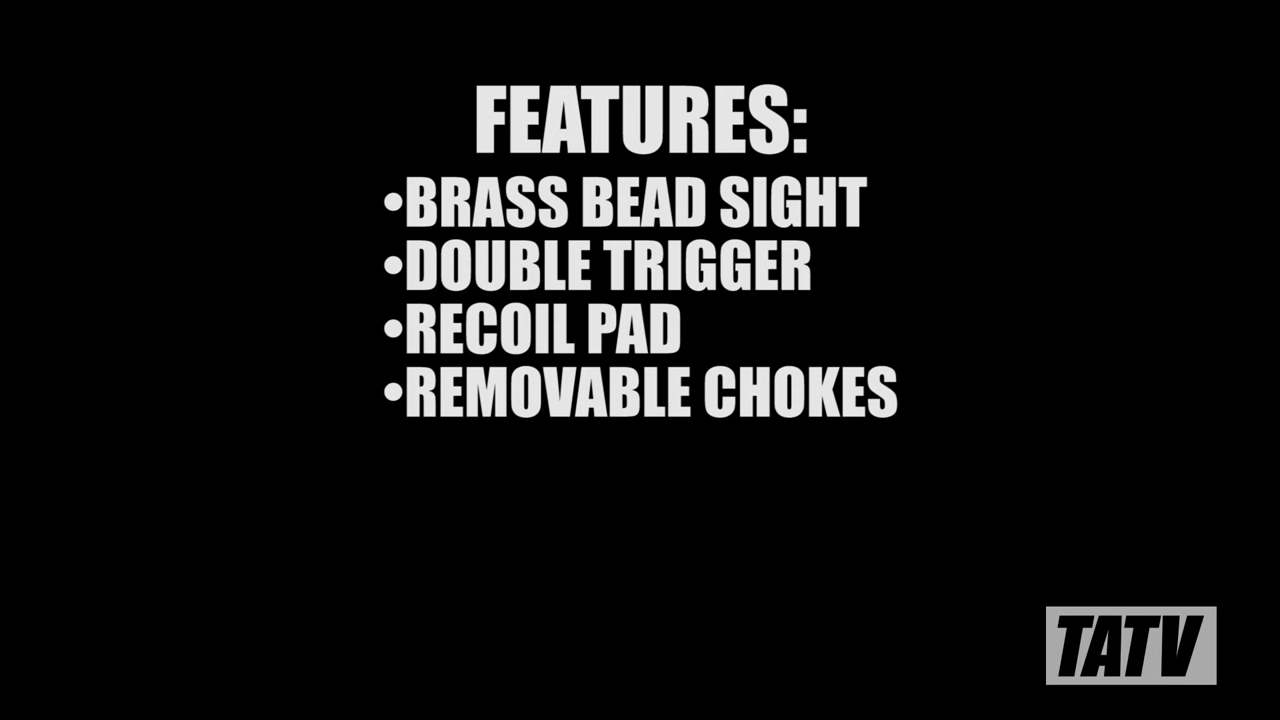 FEATURES:
•BRASS BEAD SIGHT
•DOUBLE TRIGGER
•RECOIL PAD
•REMOVABLE CHOKES
TATV